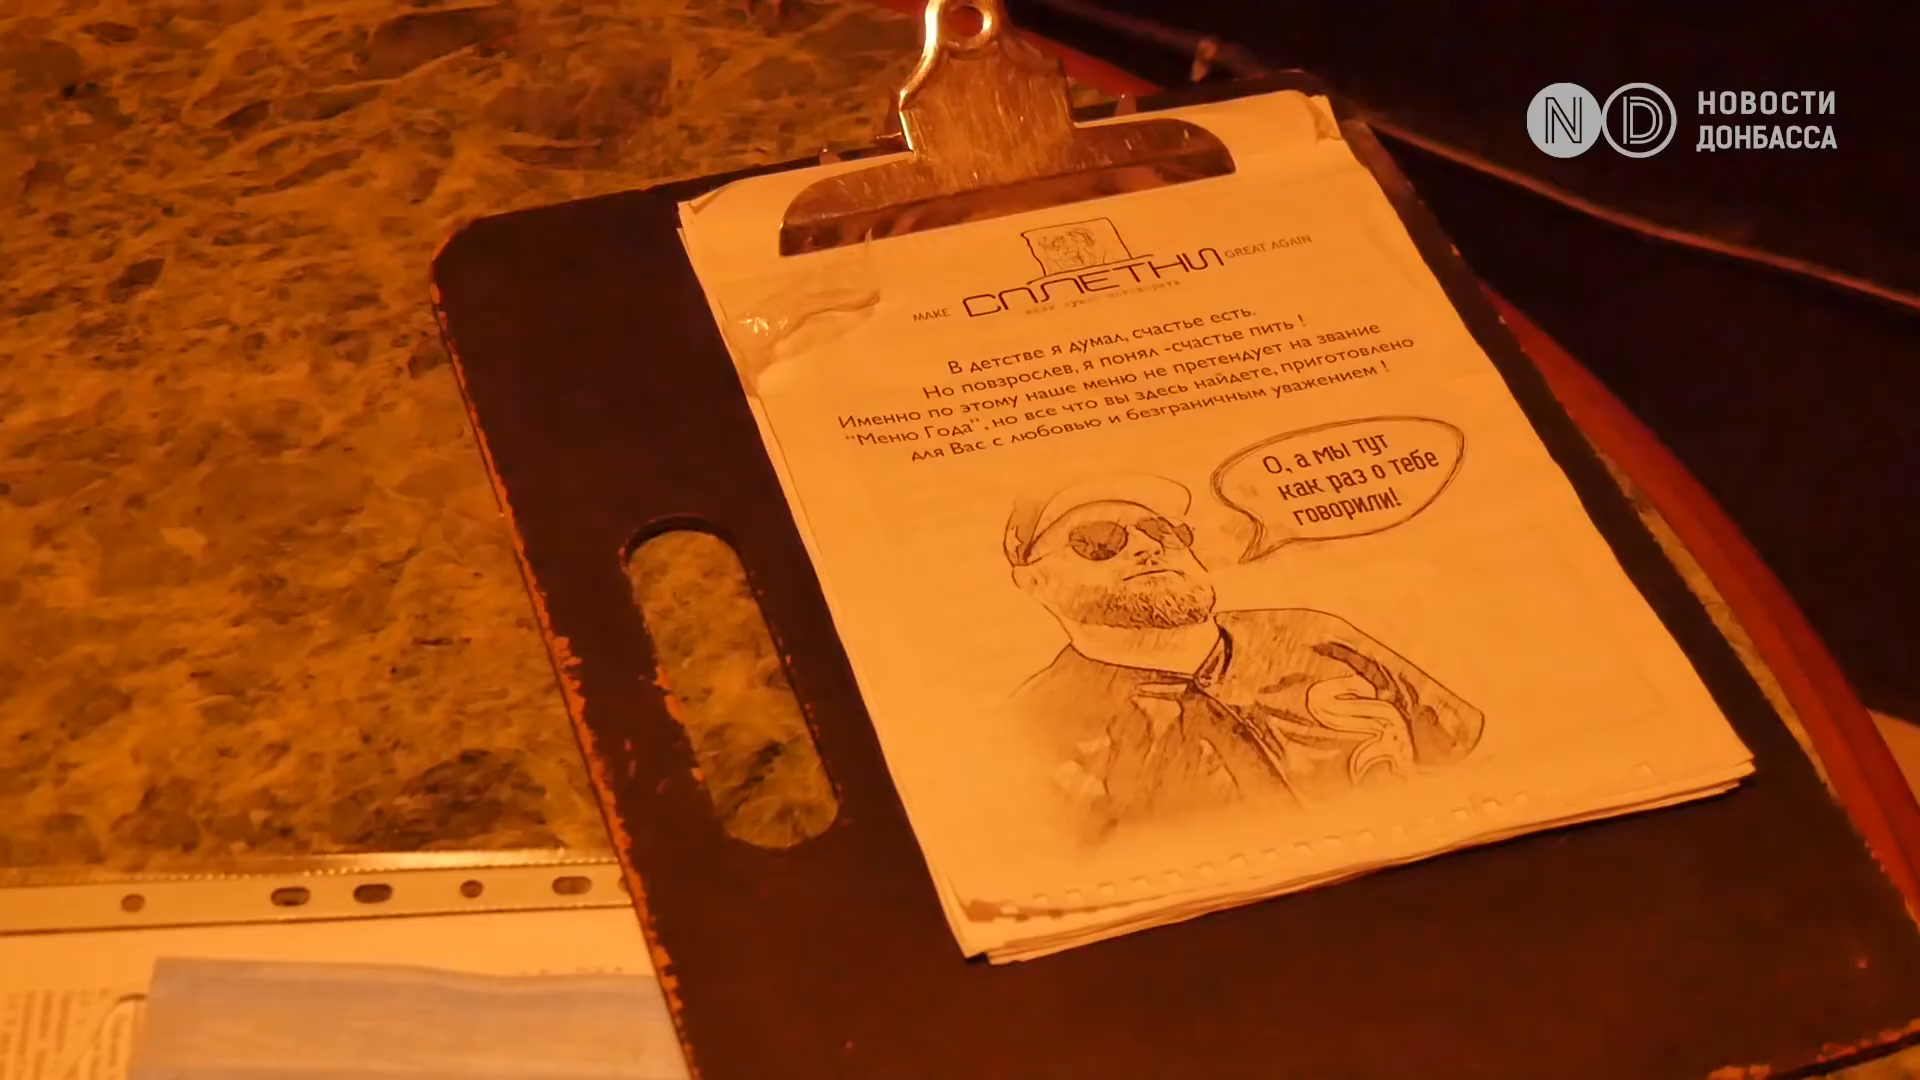 НОВОСТИ
ДОНБАССА
MAKE СПЛЕТНИ GREAT AGAIN
В детстве я думал, счастье есть.
Но повзрослев, я понял -счастье пить !
Именно по этому наше меню не претендует на звание
“Меню Года”, но все что вы здесь найдете, приготовлено
для Вас с любовью и безграничным уважением !
О, а мы тут
как раз о тебе
говорили!